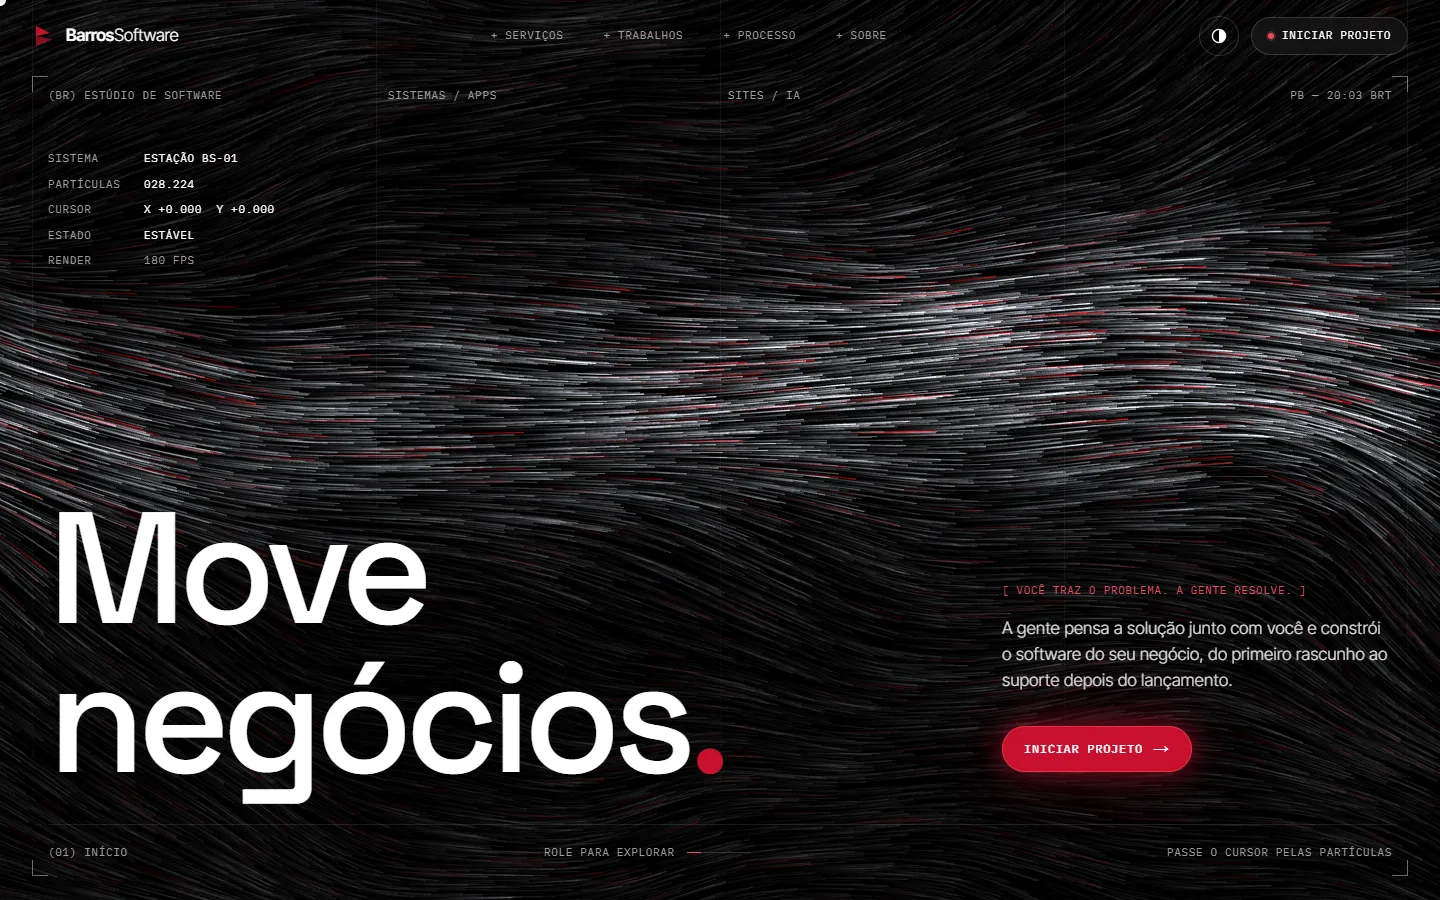 BarrosSoftware
+ SERVIÇOS + TRABALHOS + PROCESSO + SOBRE
INICIAR PROJETO
(BR) ESTÚDIO DE SOFTWARE
SISTEMAS / APPS
SITES / IA
PB — 20:03 BRT
SISTEMA ESTAÇÃO BS-01
PARTÍCULAS 028.224
CURSOR X +0.000 Y +0.000
ESTADO ESTÁVEL
RENDER 180 FPS
Move
negócios.
[ VOCÊ TRAZ O PROBLEMA. A GENTE RESOLVE. ]
A gente pensa a solução junto com você e constrói
o software do seu negócio, do primeiro rascunho ao
suporte depois do lançamento.
INICIAR PROJETO →
(01) INÍCIO
ROLE PARA EXPLORAR —
PASSE O CURSOR PELAS PARTÍCULAS